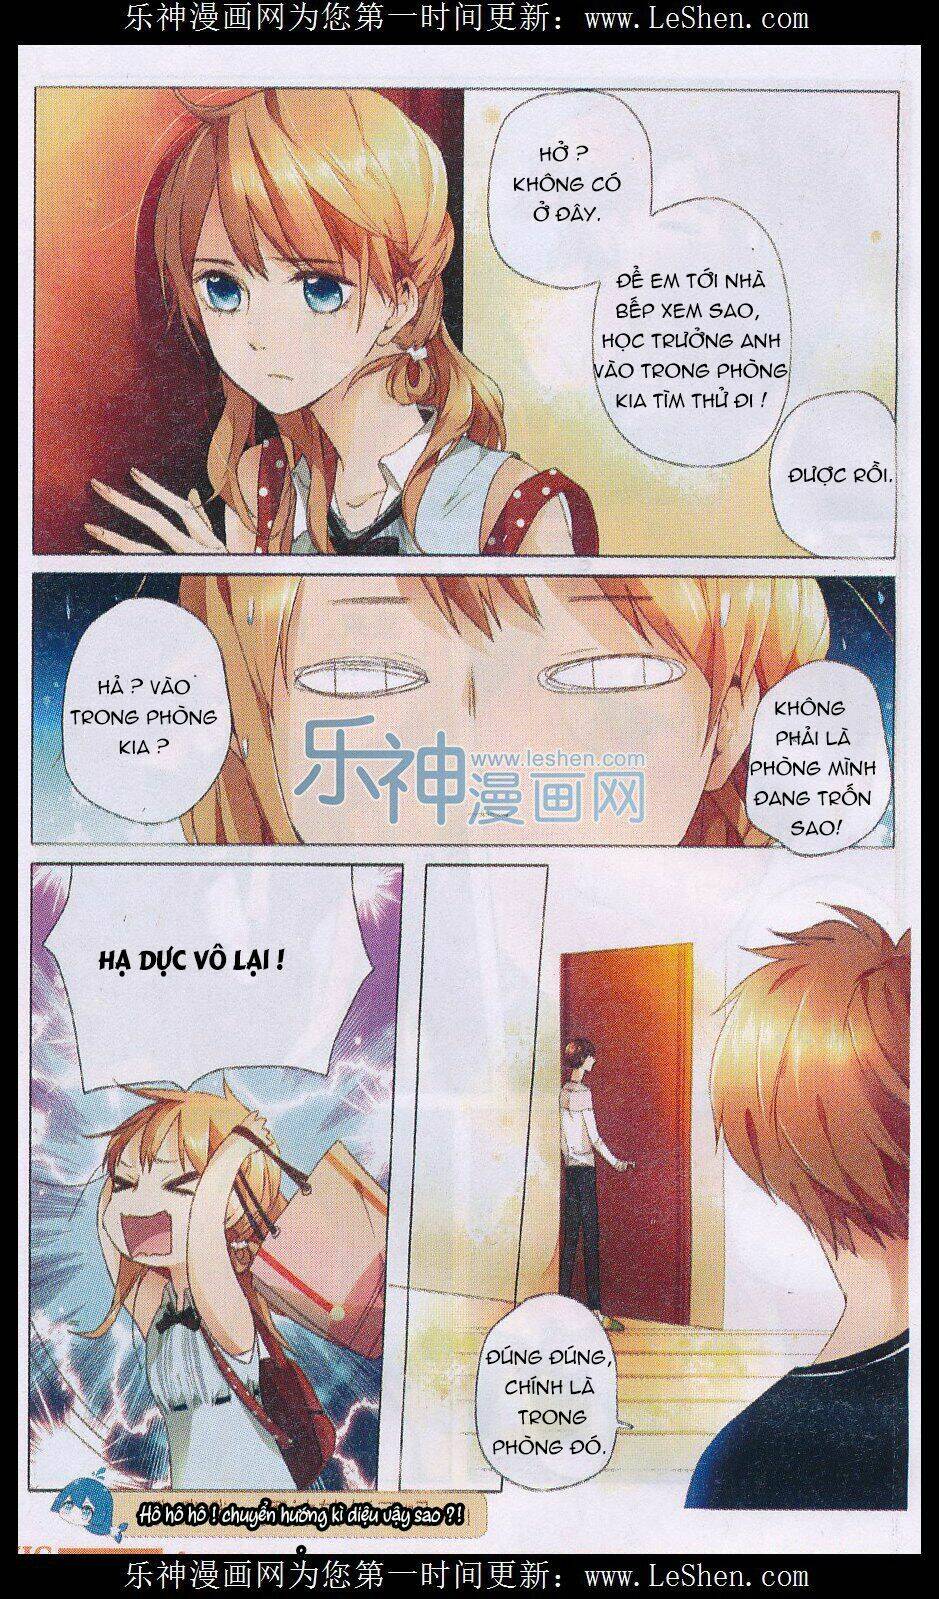 乐神漫画网为您第一时间更新：www.LeShen.com
HỞ ?
KHÔNG CÓ
Ở ĐÂY.
ĐỂ EM TỚI NHÀ
BẾP XEM SAO,
HỌC TRƯỞNG ANH
VÀO TRONG PHÒNG
KIA TÌM THỬ ĐI !
ĐƯỢC RỒI.
HẢ ? VÀO
TRONG PHÒNG
KIA ?
KHÔNG
PHẢI LÀ
PHÒNG MÌNH
ĐANG TRỐN
SAO!
乐神漫画网
www.leshen.com
HẠ DỰC VÔ LẠI !
ĐÚNG ĐÚNG,
CHÍNH LÀ
TRONG
PHÒNG ĐÓ.
Hô hô hô ! chuyển hướng kì diệu vậy sao ?!
乐神漫画网为您第一时间更新：www.LeShen.com